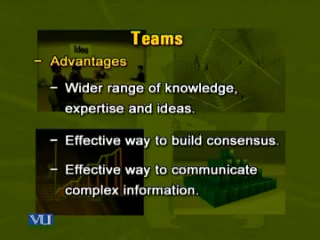 Idea
Teams
– Advantages
– Wider range of knowledge,
expertise and ideas.
– Effective way to build consensus.
– Effective way to communicate
complex information.
VU